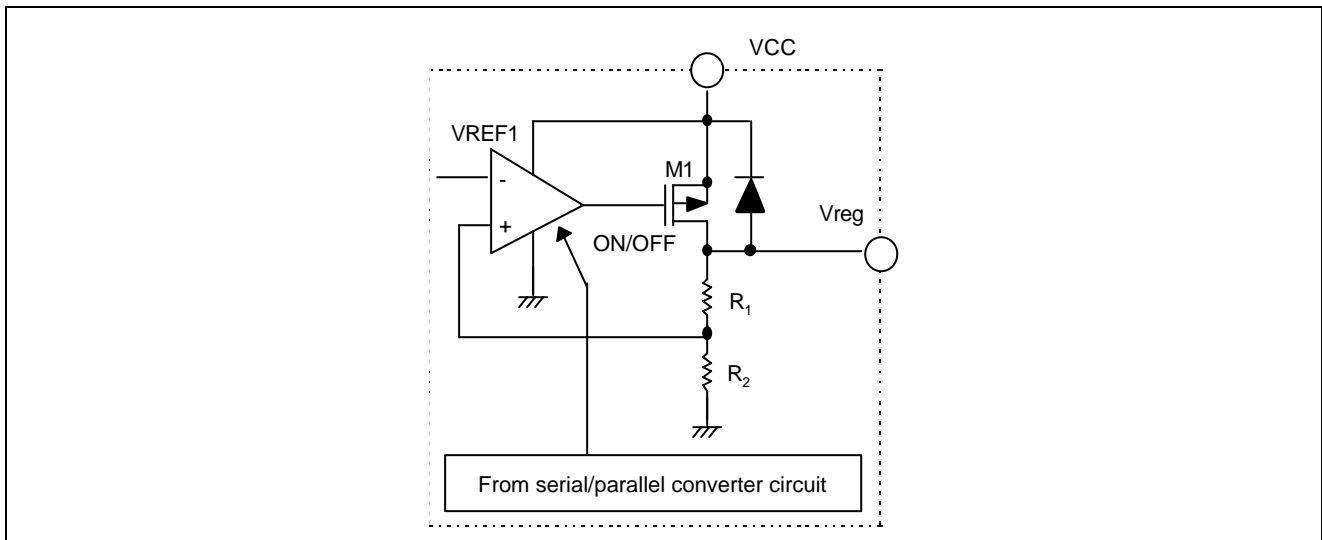 VCC
VREF1
-
M1
Vreg
+
ON/OFF
R1
R2
From serial/parallel converter circuit